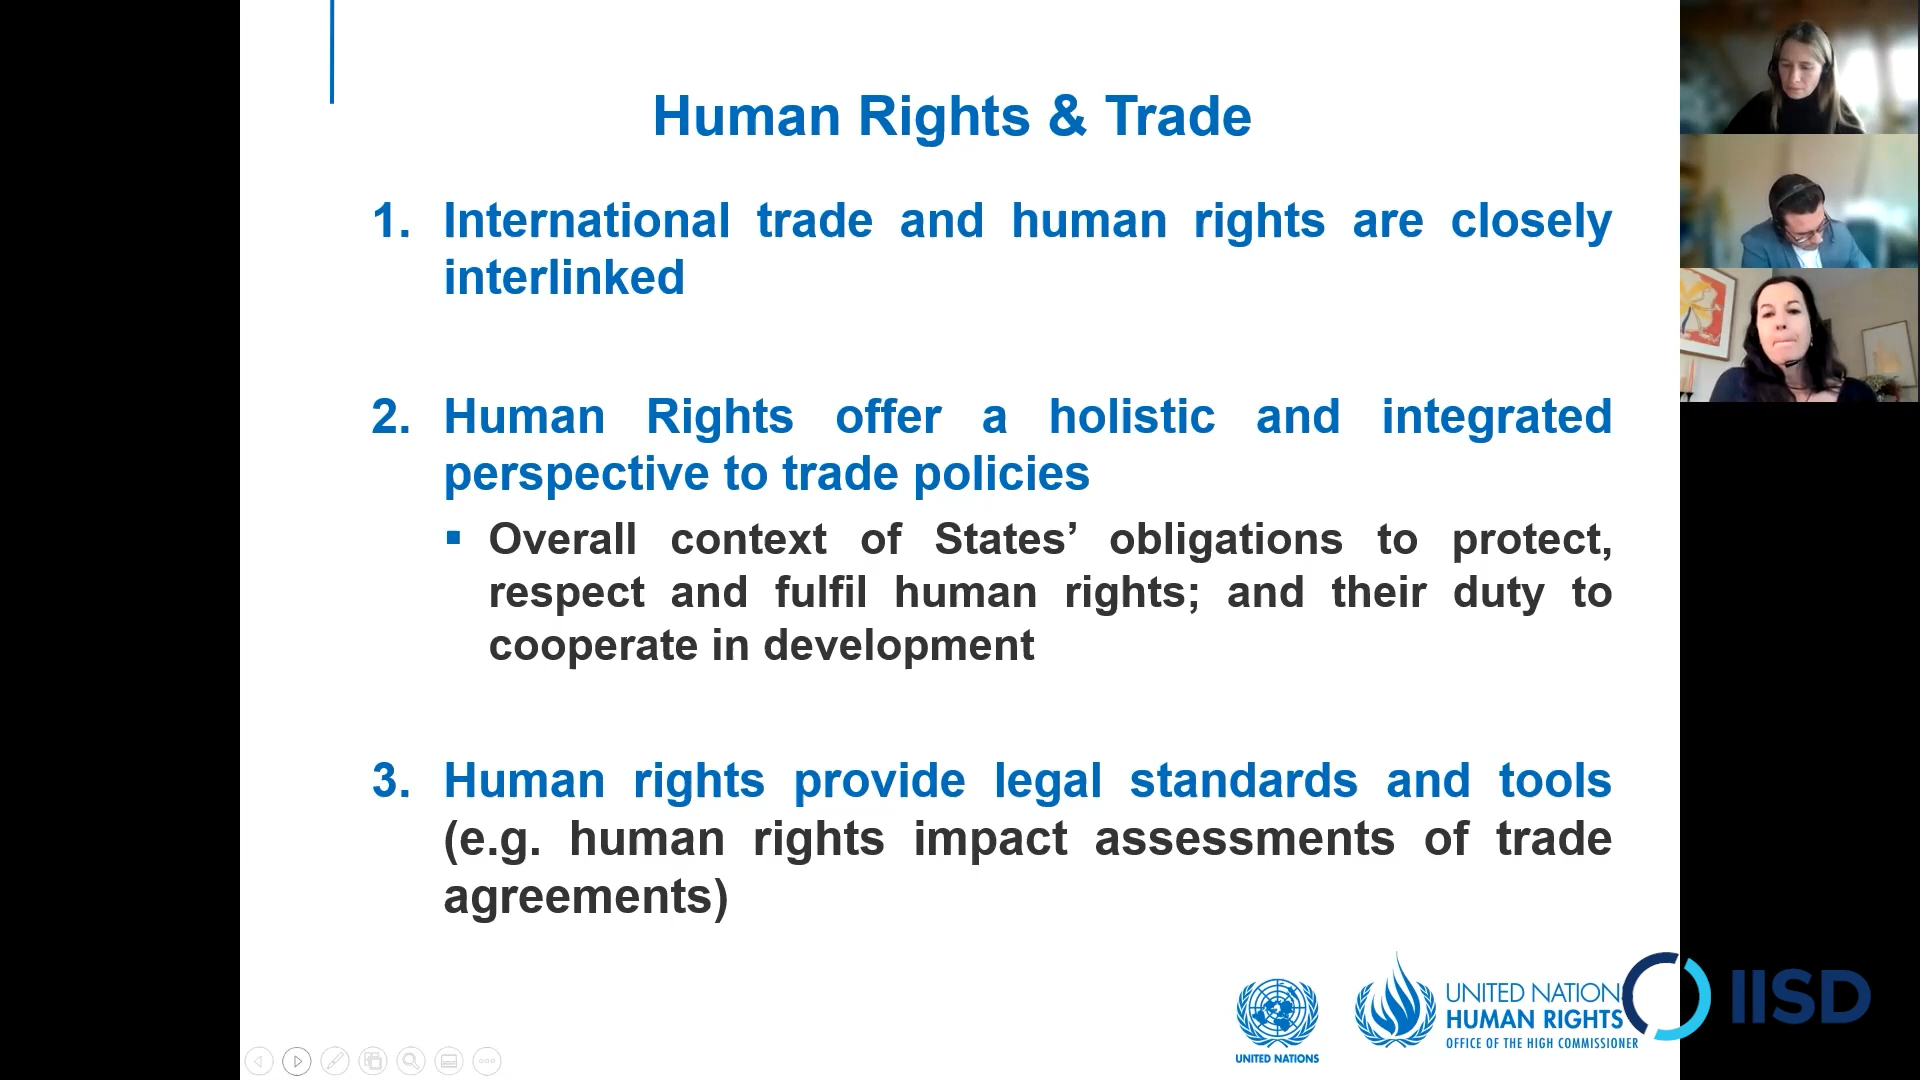 Human Rights & Trade
1. International trade and human rights are closely
interlinked
2. Human Rights offer a holistic and integrated
perspective to trade policies
▪ Overall context of States’ obligations to protect,
respect and fulfil human rights; and their duty to
cooperate in development
3. Human rights provide legal standards and tools
(e.g. human rights impact assessments of trade
agreements)
UNITED NATIONS
UNITED NATION
HUMAN RIGHTS
OFFICE OF THE HIGH COMMISSIONER
IISD